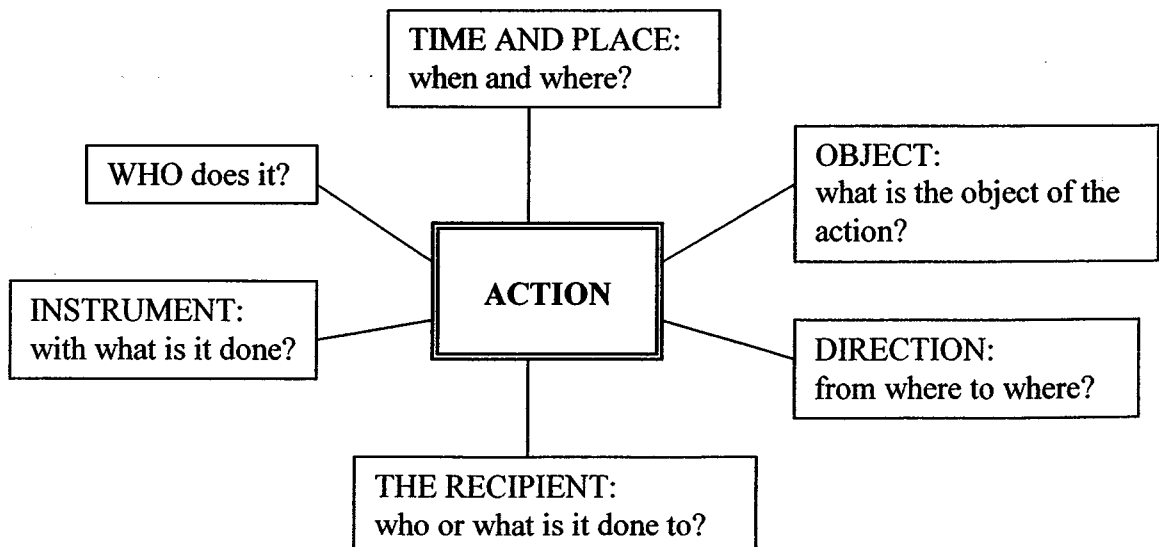 TIME AND PLACE:
when and where?
WHO does it?
OBJECT:
what is the object of the
action?
ACTION
INSTRUMENT:
with what is it done?
DIRECTION:
from where to where?
THE RECIPIENT:
who or what is it done to?